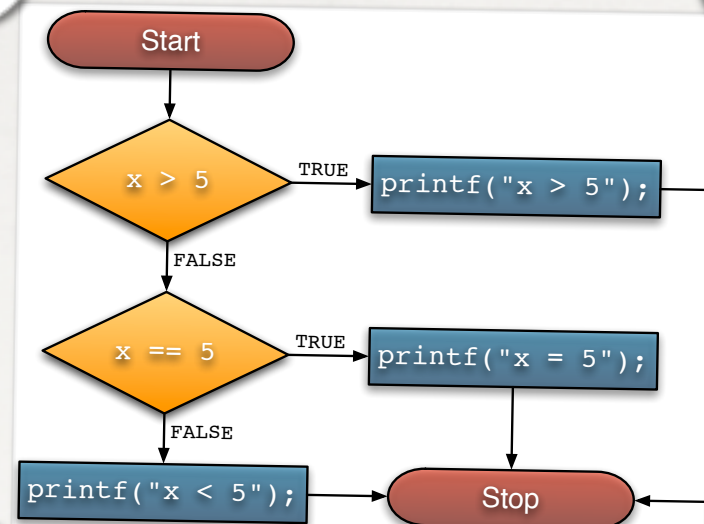 Start
x > 5
TRUE
printf("x > 5");
FALSE
x == 5
TRUE
printf("x = 5");
FALSE
printf("x < 5");
Stop